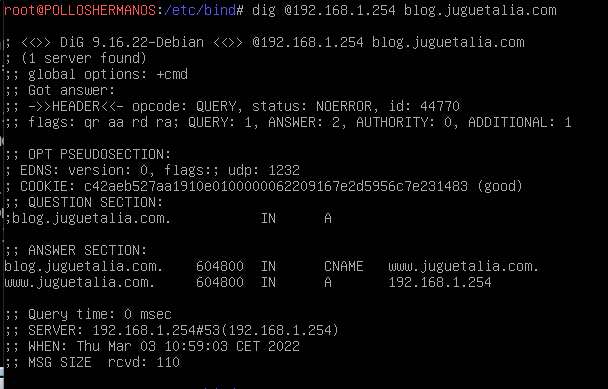 root@POLLOSHERMANOS:/etc/bind# dig @192.168.1.254 blog.juguetalia.com

; <<>> DiG 9.16.22-Debian <<>> @192.168.1.254 blog.juguetalia.com
; (1 server found)
;; global options: +cmd
;; Got answer:
;; ->>HEADER<<- opcode: QUERY, status: NOERROR, id: 44770
;; flags: qr aa rd ra; QUERY: 1, ANSWER: 2, AUTHORITY: 0, ADDITIONAL: 1

;; OPT PSEUDOSECTION:
; EDNS: version: 0, flags:; udp: 1232
; COOKIE: c42aeb527aa1910e0100000062209167e2d5956c7e231483 (good)
;; QUESTION SECTION:
;blog.juguetalia.com. IN A

;; ANSWER SECTION:
blog.juguetalia.com. 604800 IN CNAME www.juguetalia.com.
www.juguetalia.com. 604800 IN A 192.168.1.254

;; Query time: 0 msec
;; SERVER: 192.168.1.254#53(192.168.1.254)
;; WHEN: Thu Mar 03 10:59:03 CET 2022
;; MSG SIZE rcvd: 110